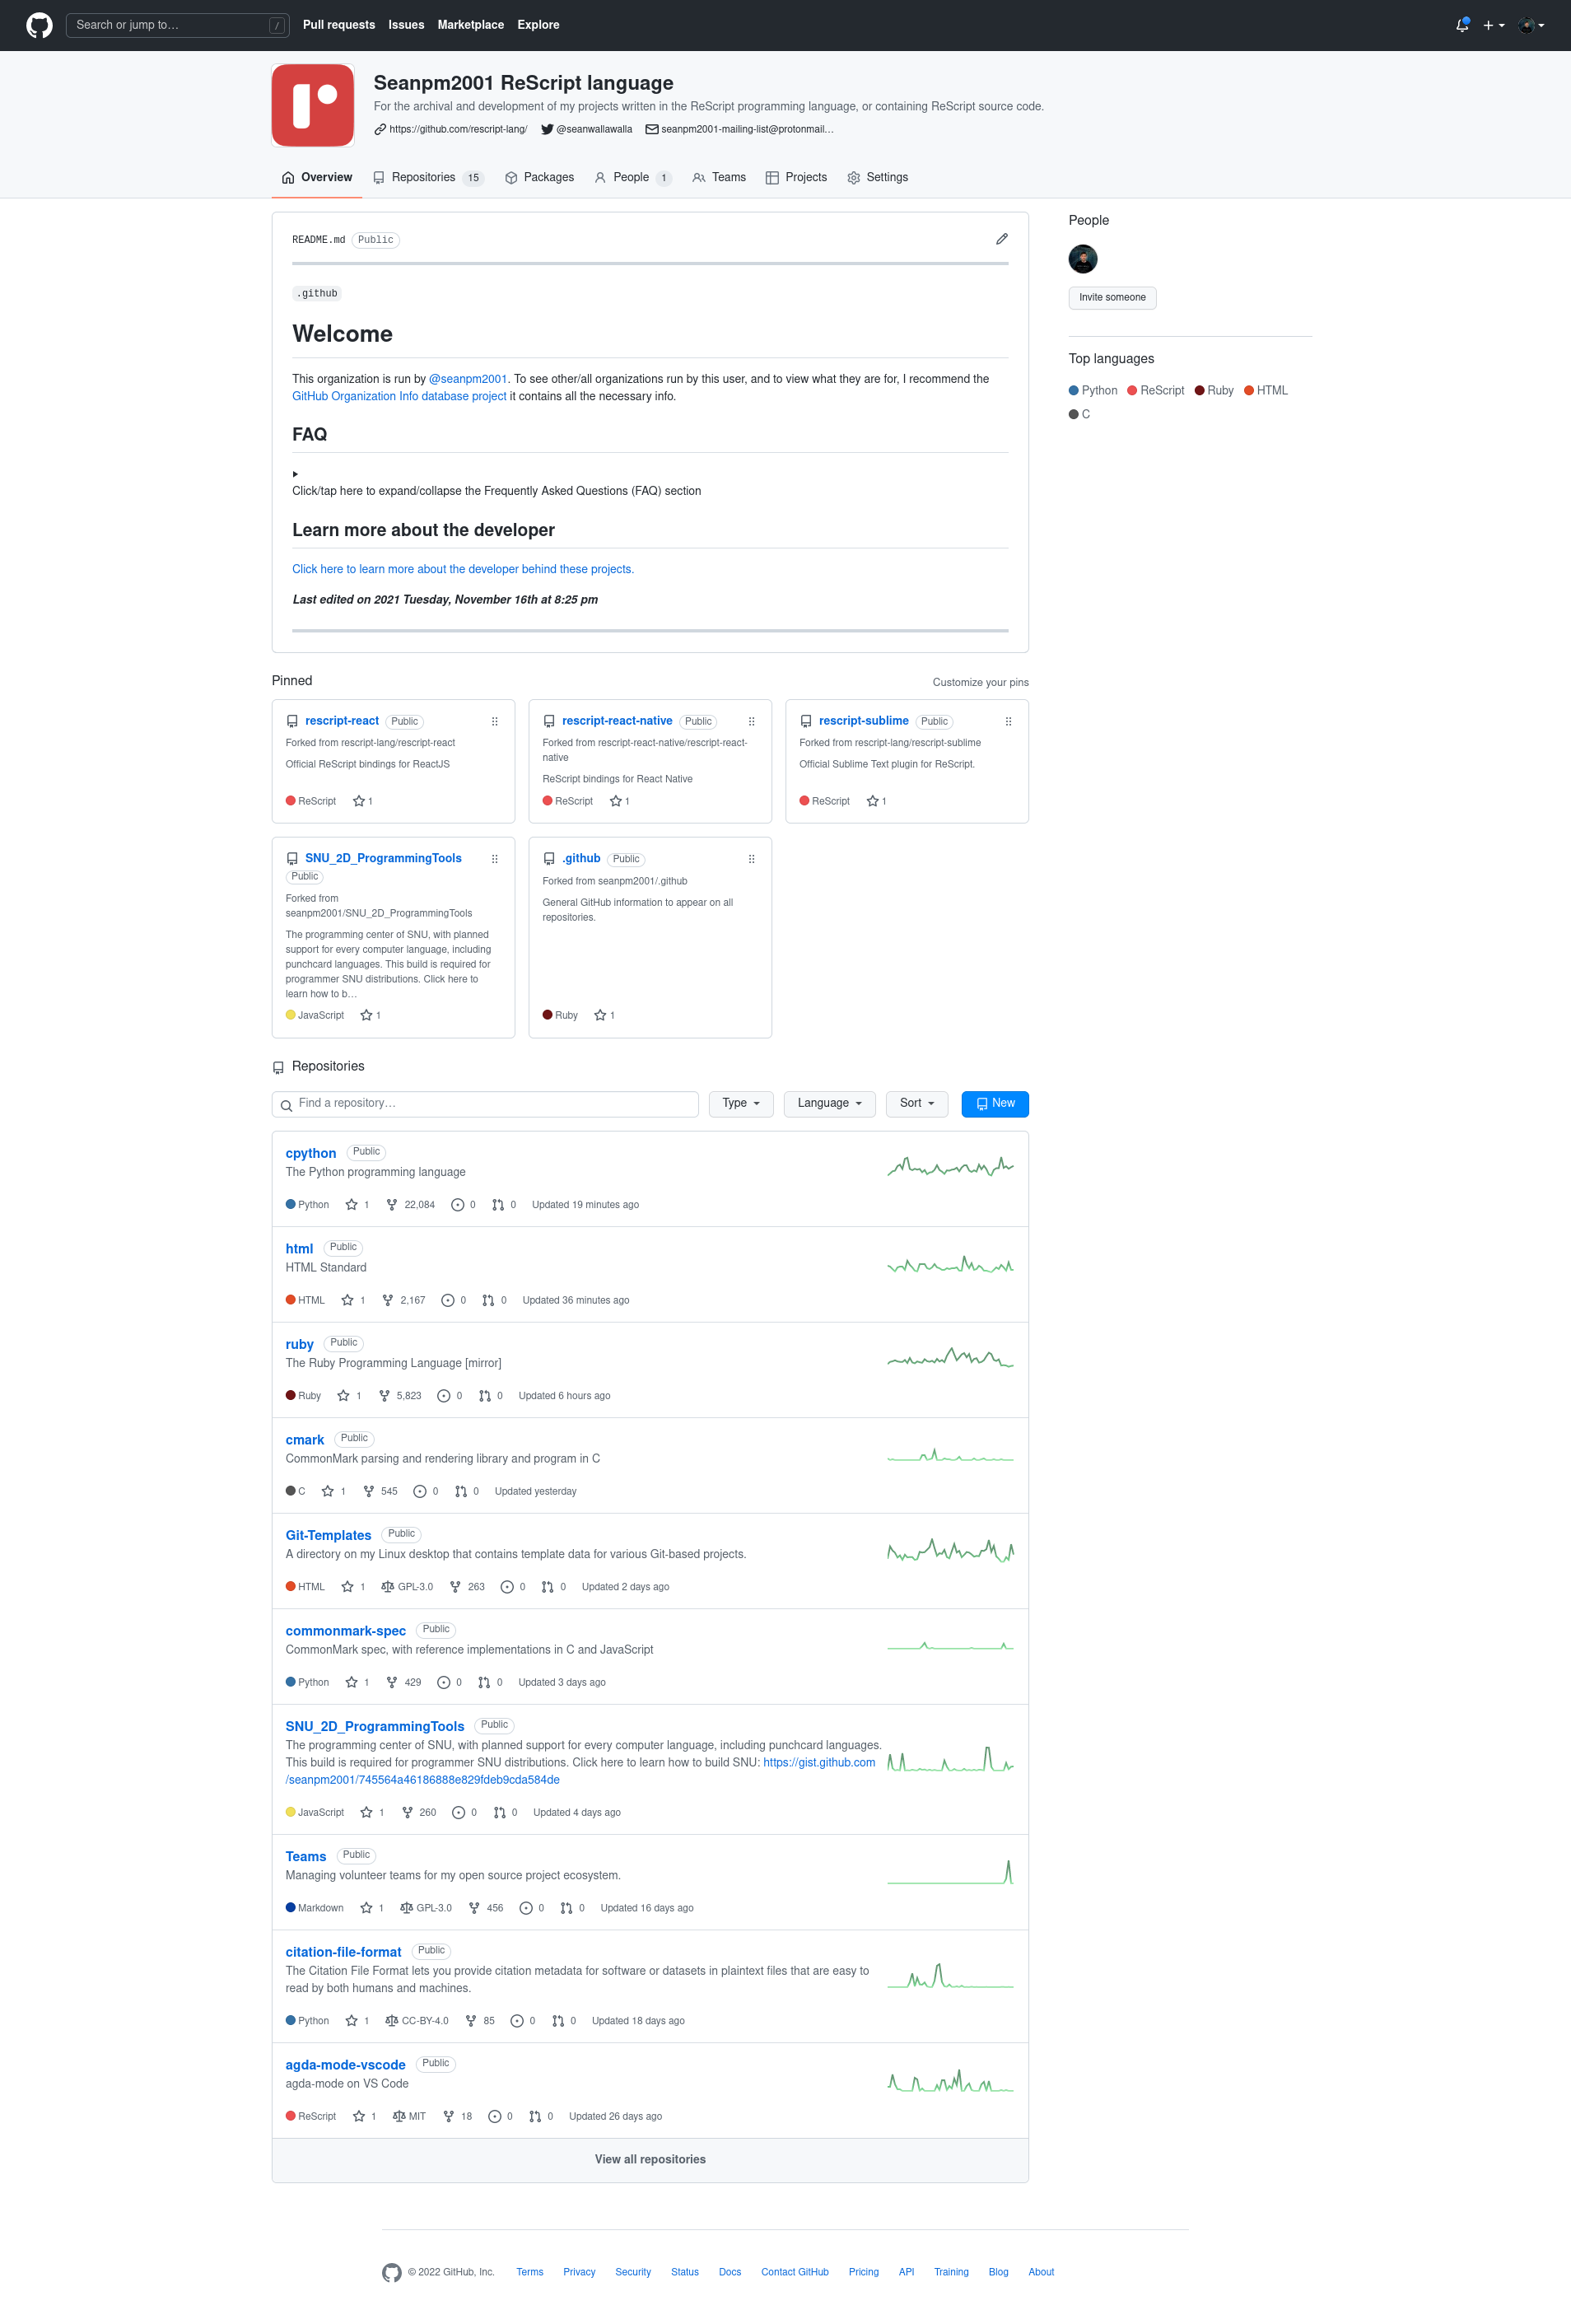 Search or jump to…
/
Pull requests
Issues
Marketplace
Explore
Seanpm2001 ReScript language
For the archival and development of my projects written in the ReScript programming language, or containing ReScript source code.
https://github.com/rescript-lang/
@seanwallawalla
seanpm2001-mailing-list@protonmail…
Overview
Repositories 15
Packages
People 1
Teams
Projects
Settings
README.md Public
.github
Welcome
This organization is run by @seanpm2001. To see other/all organizations run by this user, and to view what they are for, I recommend the
GitHub Organization Info database project it contains all the necessary info.
FAQ
Click/tap here to expand/collapse the Frequently Asked Questions (FAQ) section
Learn more about the developer
Click here to learn more about the developer behind these projects.
Last edited on 2021 Tuesday, November 16th at 8:25 pm
People
Invite someone
Top languages
Python ReScript Ruby HTML
C
Pinned
Customize your pins
rescript-react Public
Forked from rescript-lang/rescript-react
Official ReScript bindings for ReactJS
ReScript 1
rescript-react-native Public
Forked from rescript-react-native/rescript-react-
native
ReScript bindings for React Native
ReScript 1
rescript-sublime Public
Forked from rescript-lang/rescript-sublime
Official Sublime Text plugin for ReScript.
ReScript 1
SNU_2D_ProgrammingTools
Public
Forked from
seanpm2001/SNU_2D_ProgrammingTools
The programming center of SNU, with planned
support for every computer language, including
punchcard languages. This build is required for
programmer SNU distributions. Click here to
learn how to b…
JavaScript 1
.github Public
Forked from seanpm2001/.github
General GitHub information to appear on all
repositories.
Ruby 1
Repositories
Find a repository…
Type
Language
Sort
New
cpython Public
The Python programming language
Python 1 22,084 0 0 Updated 19 minutes ago
html Public
HTML Standard
HTML 1 2,167 0 0 Updated 36 minutes ago
ruby Public
The Ruby Programming Language [mirror]
Ruby 1 5,823 0 0 Updated 6 hours ago
cmark Public
CommonMark parsing and rendering library and program in C
C 1 545 0 0 Updated yesterday
Git-Templates Public
A directory on my Linux desktop that contains template data for various Git-based projects.
HTML 1 GPL-3.0 263 0 0 Updated 2 days ago
commonmark-spec Public
CommonMark spec, with reference implementations in C and JavaScript
Python 1 429 0 0 Updated 3 days ago
SNU_2D_ProgrammingTools Public
The programming center of SNU, with planned support for every computer language, including punchcard languages.
This build is required for programmer SNU distributions. Click here to learn how to build SNU: https://gist.github.com
/seanpm2001/745564a46186888e829fdeb9cda584de
JavaScript 1 260 0 0 Updated 4 days ago
Teams Public
Managing volunteer teams for my open source project ecosystem.
Markdown 1 GPL-3.0 456 0 0 Updated 16 days ago
citation-file-format Public
The Citation File Format lets you provide citation metadata for software or datasets in plaintext files that are easy to
read by both humans and machines.
Python 1 CC-BY-4.0 85 0 0 Updated 18 days ago
agda-mode-vscode Public
agda-mode on VS Code
ReScript 1 MIT 18 0 0 Updated 26 days ago
View all repositories
© 2022 GitHub, Inc.
Terms
Privacy
Security
Status
Docs
Contact GitHub
Pricing
API
Training
Blog
About